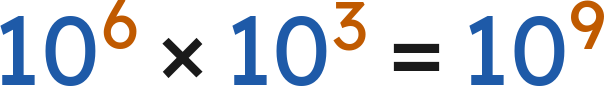 10⁶ × 10³ = 10⁹